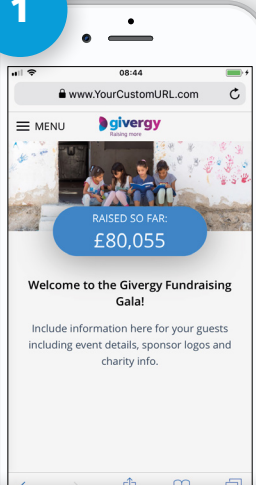 1
08:44
www.YourCustomURL.com
MENU
givergy
Raising more
RAISED SO FAR:
£80,055
Welcome to the Givergy Fundraising
Gala!
Include information here for your guests
including event details, sponsor logos and
charity info.